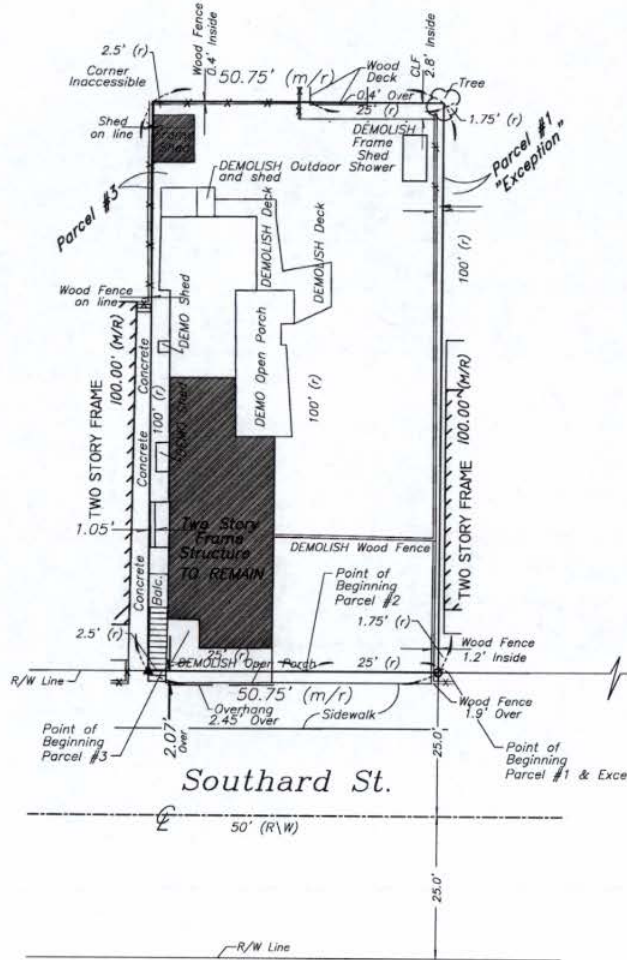 2.5' (r)
Corner
Inaccessible
Wood Fence
0.4' Inside
50.75' (m/r)
Wood
Deck
0.4' Over
25' (r)
CLF
2.8' Inside
Tree
1.75' (r)
Parcel #1
"Exception"
Shed
on line
Frame
Shed
DEMOLISH
Frame
Shed
Shower
DEMOLISH Outdoor
and shed
Parcel #3
DEMOLISH Deck
DEMOLISH Deck
100' (r)
Wood Fence
on line
DEMO Shed
DEMO Open Porch
100' (r)
TWO STORY FRAME
100.00' (M/R)
Concrete
Concrete
Concrete
100' (r)
DEMO Shed
TWO STORY FRAME
100.00' (M/R)
1.05'
Two Story
Frame
Structure
TO REMAIN
Balc.
DEMOLISH Wood Fence
Point of
Beginning
Parcel #2
1.75' (r)
Wood Fence
1.2' Inside
2.5' (r)
25' (r)
DEMOLISH Open Porch
25' (r)
R/W Line
50.75' (m/r)
Overhang
2.45' Over
Sidewalk
Wood Fence
1.9' Over
Point of
Beginning
Parcel #3
2.07'
Over
25.0'
Point of
Beginning
Parcel #1 & Exce
Southard St.
℄
50' (R\W)
25.0'
R/W Line